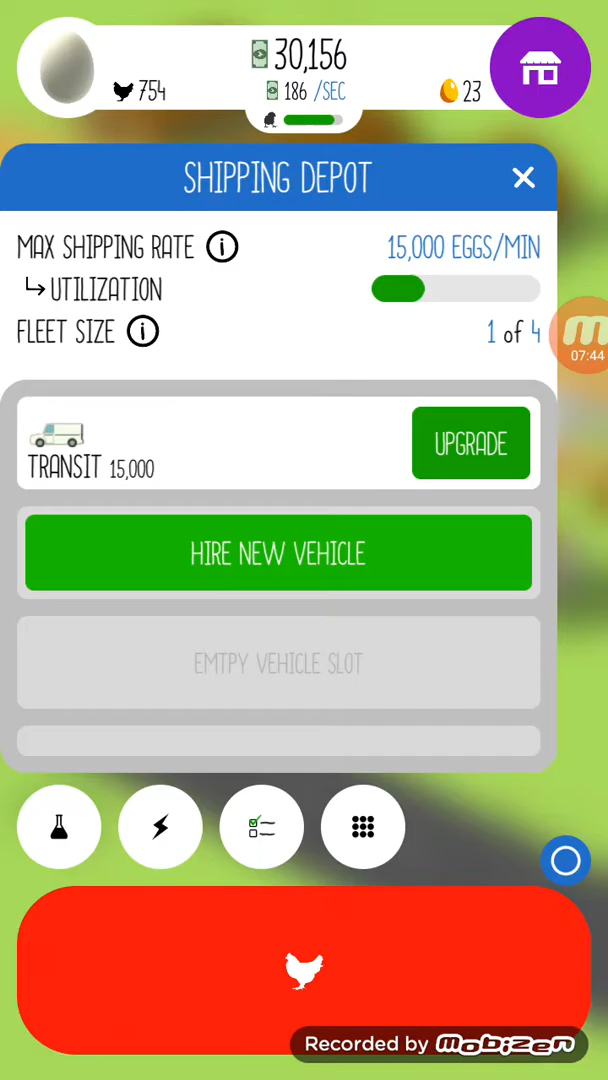 30,156
754
186 /SEC
23
SHIPPING DEPOT
MAX SHIPPING RATE i 15,000 EGGS/MIN
UTILIZATION
FLEET SIZE i 1 of 4
07:44
TRANSIT 15,000
UPGRADE
HIRE NEW VEHICLE
EMTPY VEHICLE SLOT
Recorded by mobizen